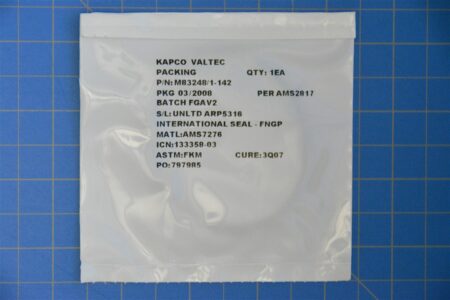 KAPCO VALTEC
PACKING QTY: 1EA
P/N: M83248/1-142
PKG 03/2008 PER AMS2817
BATCH FGAV2
S/L: UNLTD ARP5316
INTERNATIONAL SEAL - FNGP
MATL:AMS7276
ICN:133358-03
ASTM:FKM CURE:3Q07
PO:797985